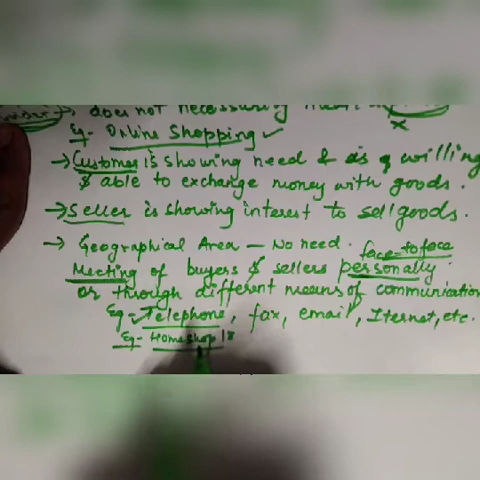 does not necessarily
Eg- Online Shopping ✓
→ Customer is showing need & is willing
& able to exchange money with goods.
→ Seller is showing interest to sell goods.
→ Geographical Area – No need. face-to-face
Meeting of buyers & sellers personally.
or through different means of communication
Eg- Telephone, fax, email, Iternet, etc.
Eg- Homeshop 18